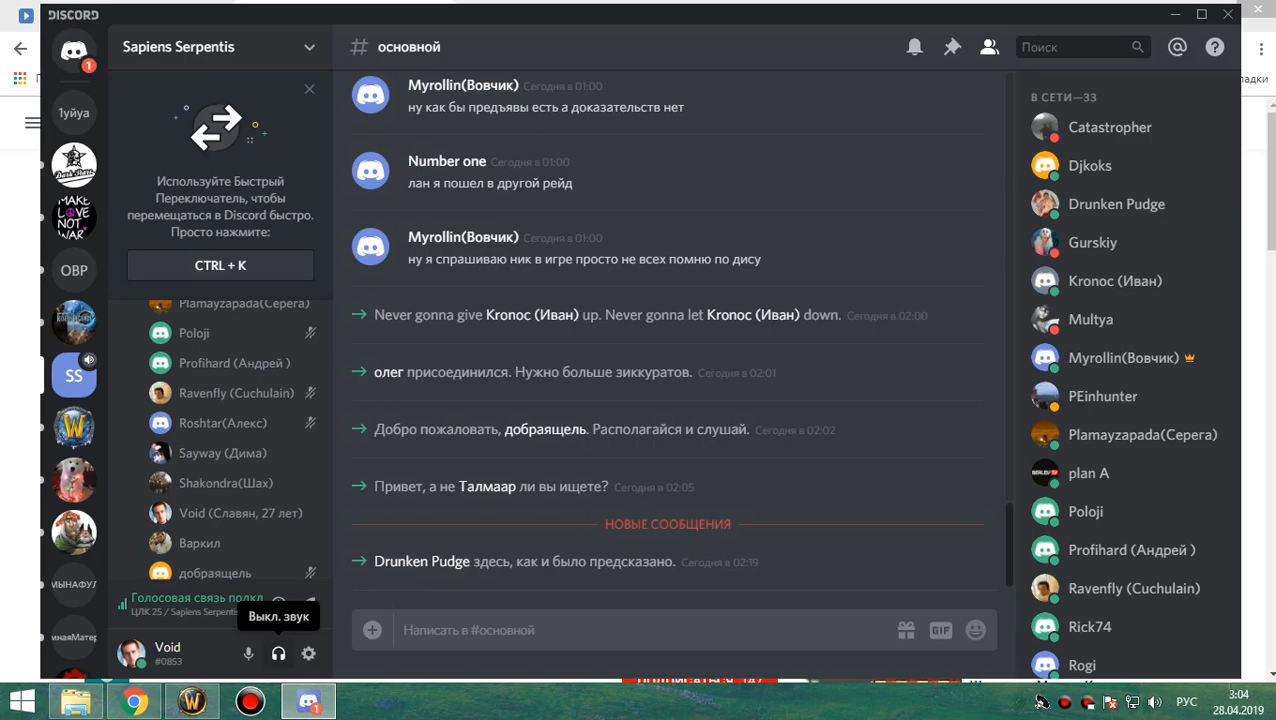 DISCORD
1
Sapiens Serpentis
# основной
Поиск
1уйуа
MAKE LOVE NOT WAR
OBP
SS
МЫНАФУЛ
Используйте Быстрый
Переключатель, чтобы
перемещаться в Discord быстро.
Просто нажмите:
CTRL + K
Plamayzapada(Серега)
Poloji
Profihard (Андрей )
Ravenfly (Cuchulain)
Roshtar(Алекс)
Sayway (Дима)
Shakondra(Шах)
Void (Славян, 27 лет)
Варкил
добраящель
Голосовая связь подкл
ЦЛК 25 / Sapiens Serpentis
Выкл. звук
Void
#0853
Myrollin(Вовчик) Сегодня в 01:00
ну как бы предъявы есть а доказательств нет
Number one Сегодня в 01:00
лан я пошел в другой рейд
Myrollin(Вовчик) Сегодня в 01:00
ну я спрашиваю ник в игре просто не всех помню по дису
Never gonna give Kronoc (Иван) up. Never gonna let Kronoc (Иван) down. Сегодня в 02:00
олег присоединился. Нужно больше зиккуратов. Сегодня в 02:01
Добро пожаловать, добраящель. Располагайся и слушай. Сегодня в 02:02
Привет, а не Талмаар ли вы ищете? Сегодня в 02:05
НОВЫЕ СООБЩЕНИЯ
Drunken Pudge здесь, как и было предсказано. Сегодня в 02:19
Написать в #основной
GIF
В СЕТИ—33
Catastropher
Djkoks
Drunken Pudge
Gurskiy
Kronoc (Иван)
Multya
Myrollin(Вовчик)
PEinhunter
Plamayzapada(Серега)
plan A
Poloji
Profihard (Андрей )
Ravenfly (Cuchulain)
Rick74
Rogi
1
РУС
3:04
28.04.2019